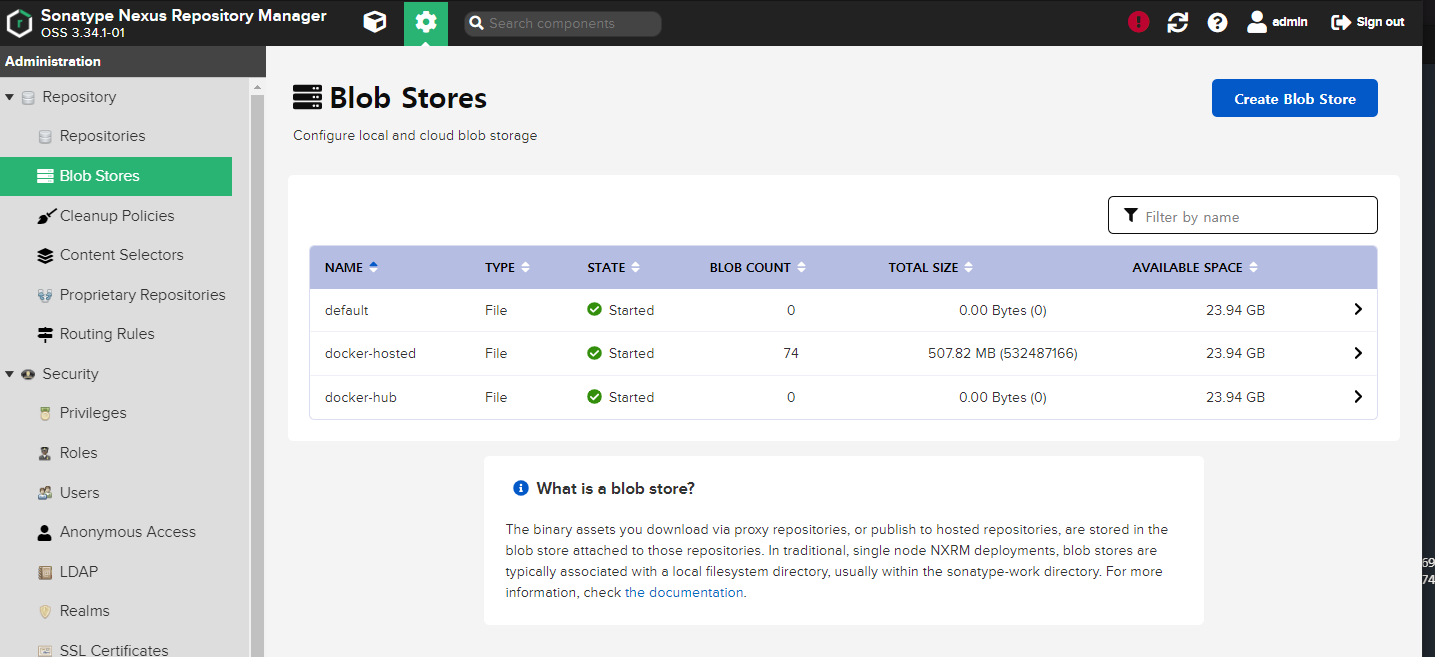 Sonatype Nexus Repository Manager
OSS 3.34.1-01
Search components
admin
Sign out
Administration
Repository
Repositories
Blob Stores
Cleanup Policies
Content Selectors
Proprietary Repositories
Routing Rules
Security
Privileges
Roles
Users
Anonymous Access
LDAP
Realms
SSL Certificates
Blob Stores
Create Blob Store
Configure local and cloud blob storage
Filter by name
NAME TYPE STATE BLOB COUNT TOTAL SIZE AVAILABLE SPACE
default File Started 0 0.00 Bytes (0) 23.94 GB
docker-hosted File Started 74 507.82 MB (532487166) 23.94 GB
docker-hub File Started 0 0.00 Bytes (0) 23.94 GB
What is a blob store?
The binary assets you download via proxy repositories, or publish to hosted repositories, are stored in the
blob store attached to those repositories. In traditional, single node NXRM deployments, blob stores are
typically associated with a local filesystem directory, usually within the sonatype-work directory. For more
information, check the documentation.
69
74